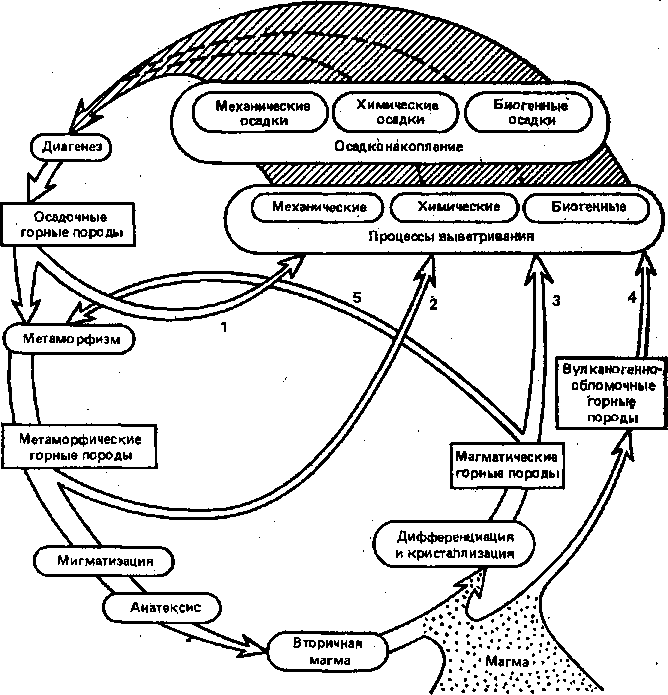 Механические
осадки
Химические
осадки
Биогенные
осадки
Осадконакопление
Диагенез
Осадочные
горные породы
Механические
Химические
Биогенные
Процессы выветривания
1
5
2
3
4
Метаморфизм
Вулканогенно-
обломочные
горные
породы
Метаморфические
горные породы
Магматические
горные породы
Дифференциация
и кристаллизация
Мигматизация
Анатексис
Вторичная
магма
Магма